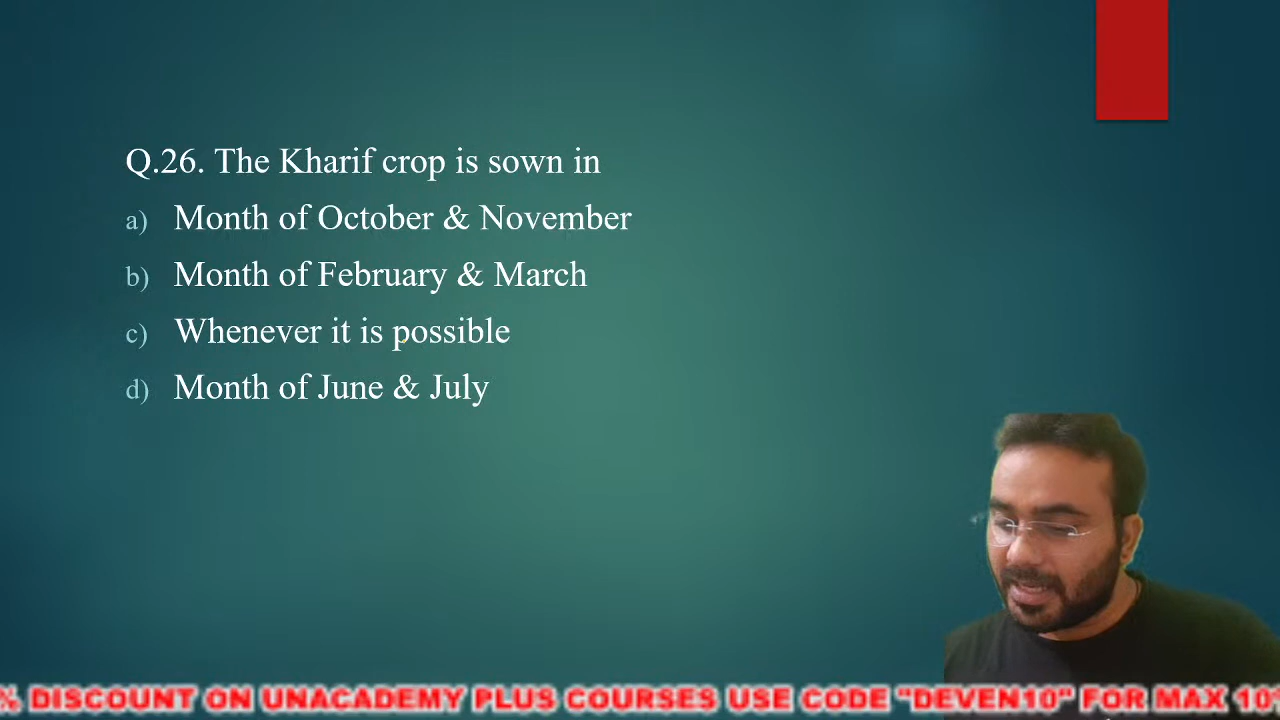 Q.26. The Kharif crop is sown in
a) Month of October & November
b) Month of February & March
c) Whenever it is possible
d) Month of June & July
% DISCOUNT ON UNACADEMY PLUS COURSES USE CODE "DEVEN10" FOR MAX 10%